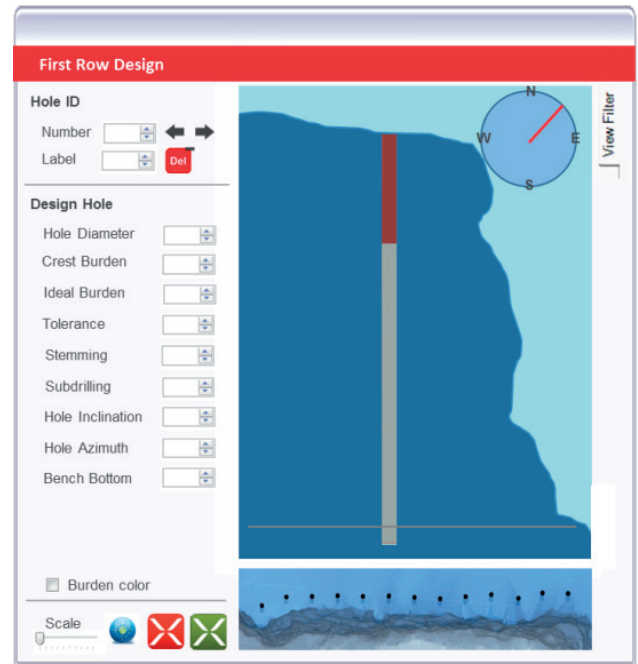 First Row Design
Hole ID
Number
Label
Del
Design Hole
Hole Diameter
Crest Burden
Ideal Burden
Tolerance
Stemming
Subdrilling
Hole Inclination
Hole Azimuth
Bench Bottom
Burden color
Scale
N
W E
S
View Filter